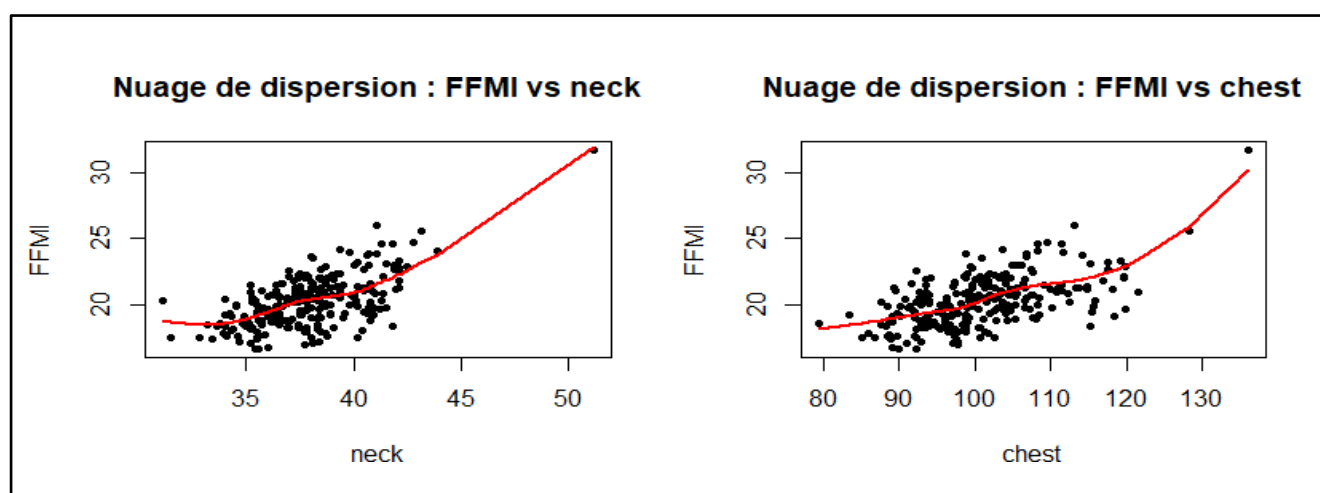 Nuage de dispersion : FFMI vs neck
FFMI
30
25
20
35 40 45 50
neck
Nuage de dispersion : FFMI vs chest
FFMI
30
25
20
80 90 100 110 120 130
chest